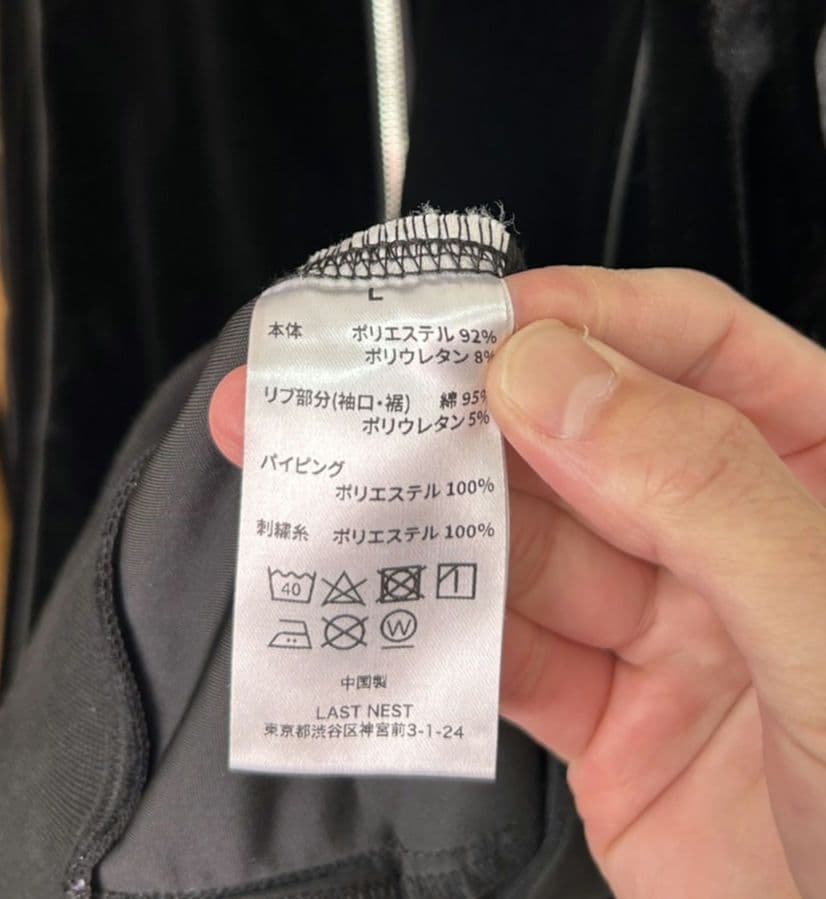 L
本体 ポリエステル 92%
ポリウレタン 8%
リブ部分(袖口・裾) 綿 95%
ポリウレタン 5%
パイピング
ポリエステル 100%
刺繍糸 ポリエステル 100%
40
W
中国製
LAST NEST
東京都渋谷区神宮前3-1-24